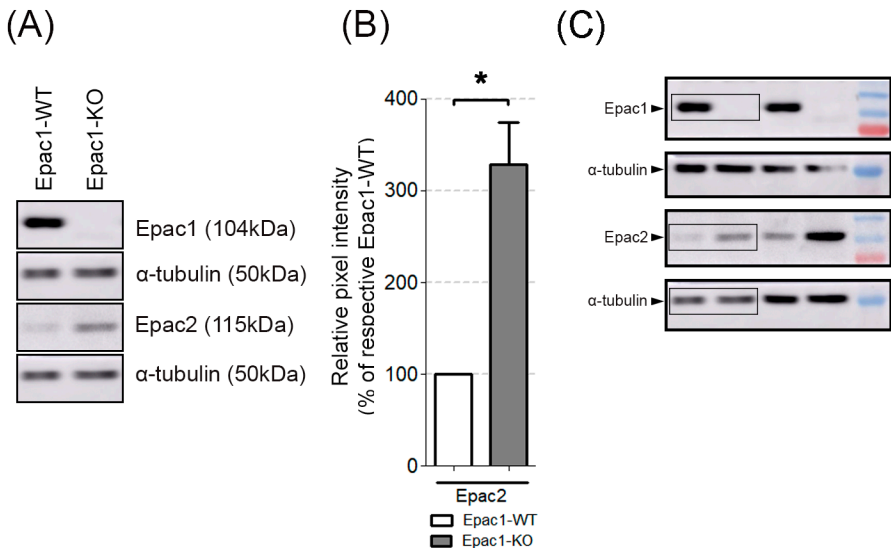 (A)
Epac1-WT
Epac1-KO
Epac1 (104kDa)
α-tubulin (50kDa)
Epac2 (115kDa)
α-tubulin (50kDa)
(B)
Relative pixel intensity
(% of respective Epac1-WT)
400
300
200
100
0
*
Epac2
Epac1-WT
Epac1-KO
(C)
Epac1
α-tubulin
Epac2
α-tubulin